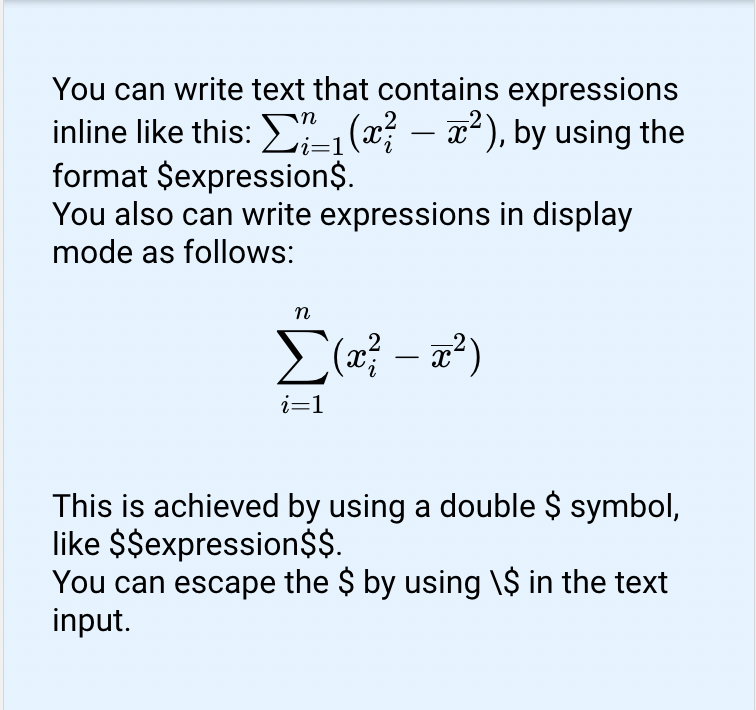 You can write text that contains expressions
inline like this: $\sum_{i=1}^{n}(x_i^2 - \overline{x}^2)$, by using the
format $expression$.
You also can write expressions in display
mode as follows:
$$\sum_{i=1}^{n}(x_i^2 - \overline{x}^2)$$
This is achieved by using a double $ symbol,
like $$expression$$.
You can escape the $ by using \$ in the text
input.